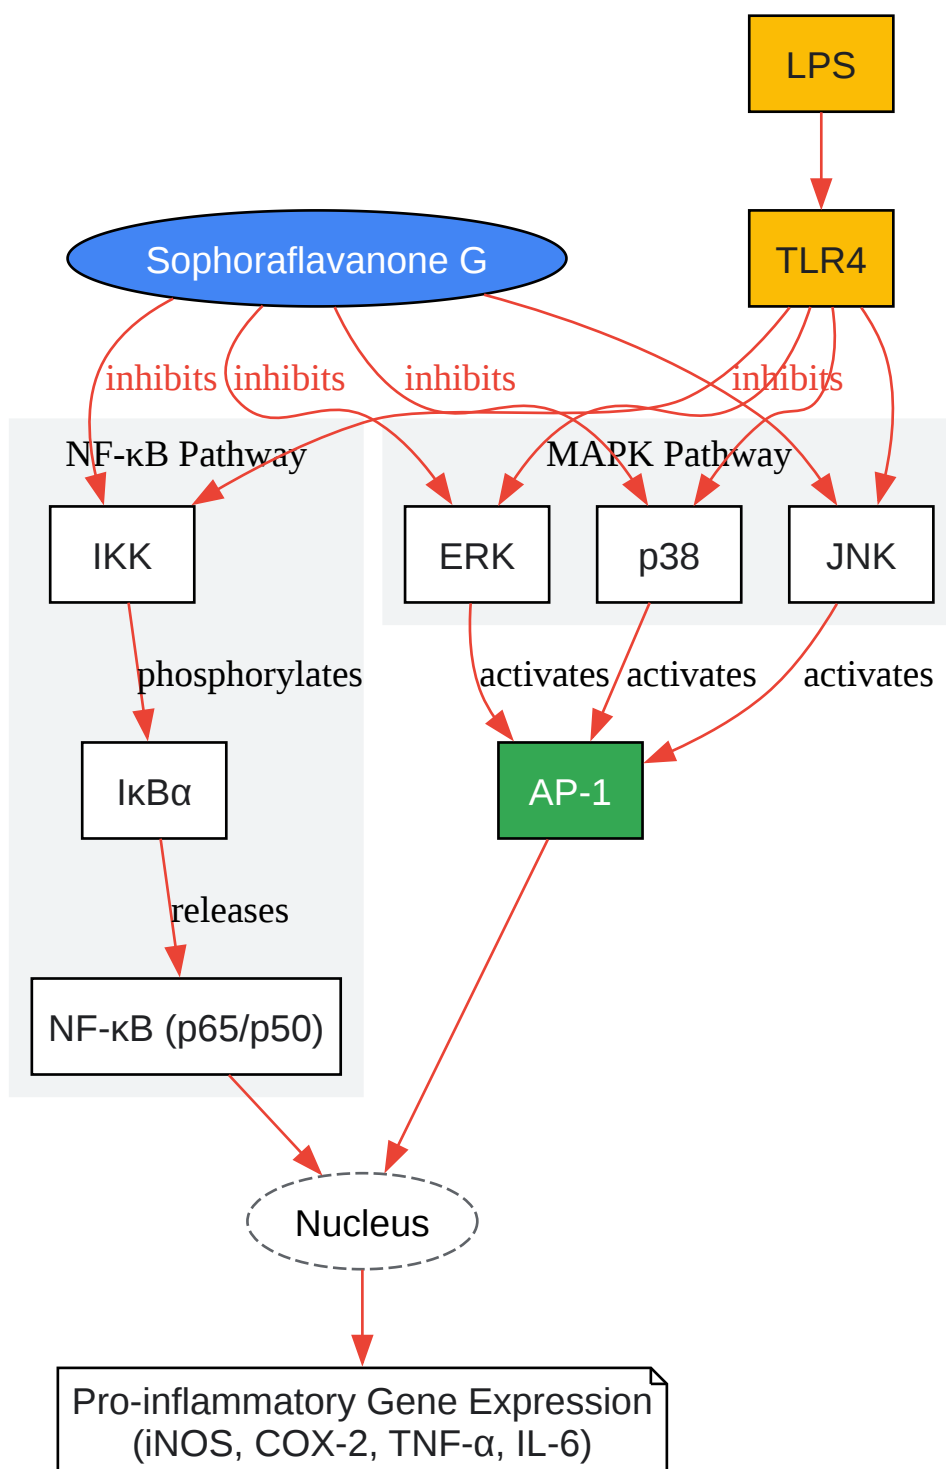 LPS
Sophoraflavanone G
TLR4
inhibits
inhibits
inhibits
inhibits
NF-κB Pathway
MAPK Pathway
IKK
ERK
p38
JNK
phosphorylates
activates
activates
activates
IκBα
AP-1
releases
NF-κB (p65/p50)
Nucleus
Pro-inflammatory Gene Expression
(iNOS, COX-2, TNF-α, IL-6)